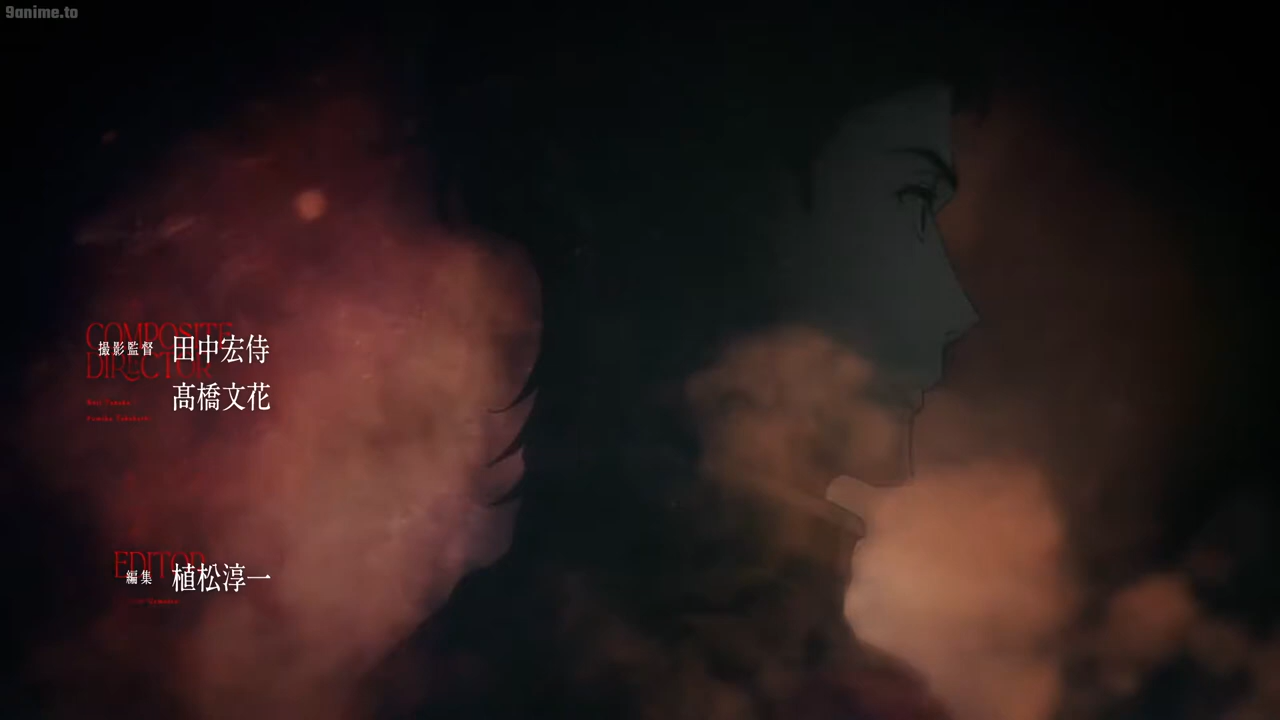 9anime.to
COMPOSITE
DIRECTOR
撮影監督 田中宏侍
髙橋文花
EDITOR
編集 植松淳一